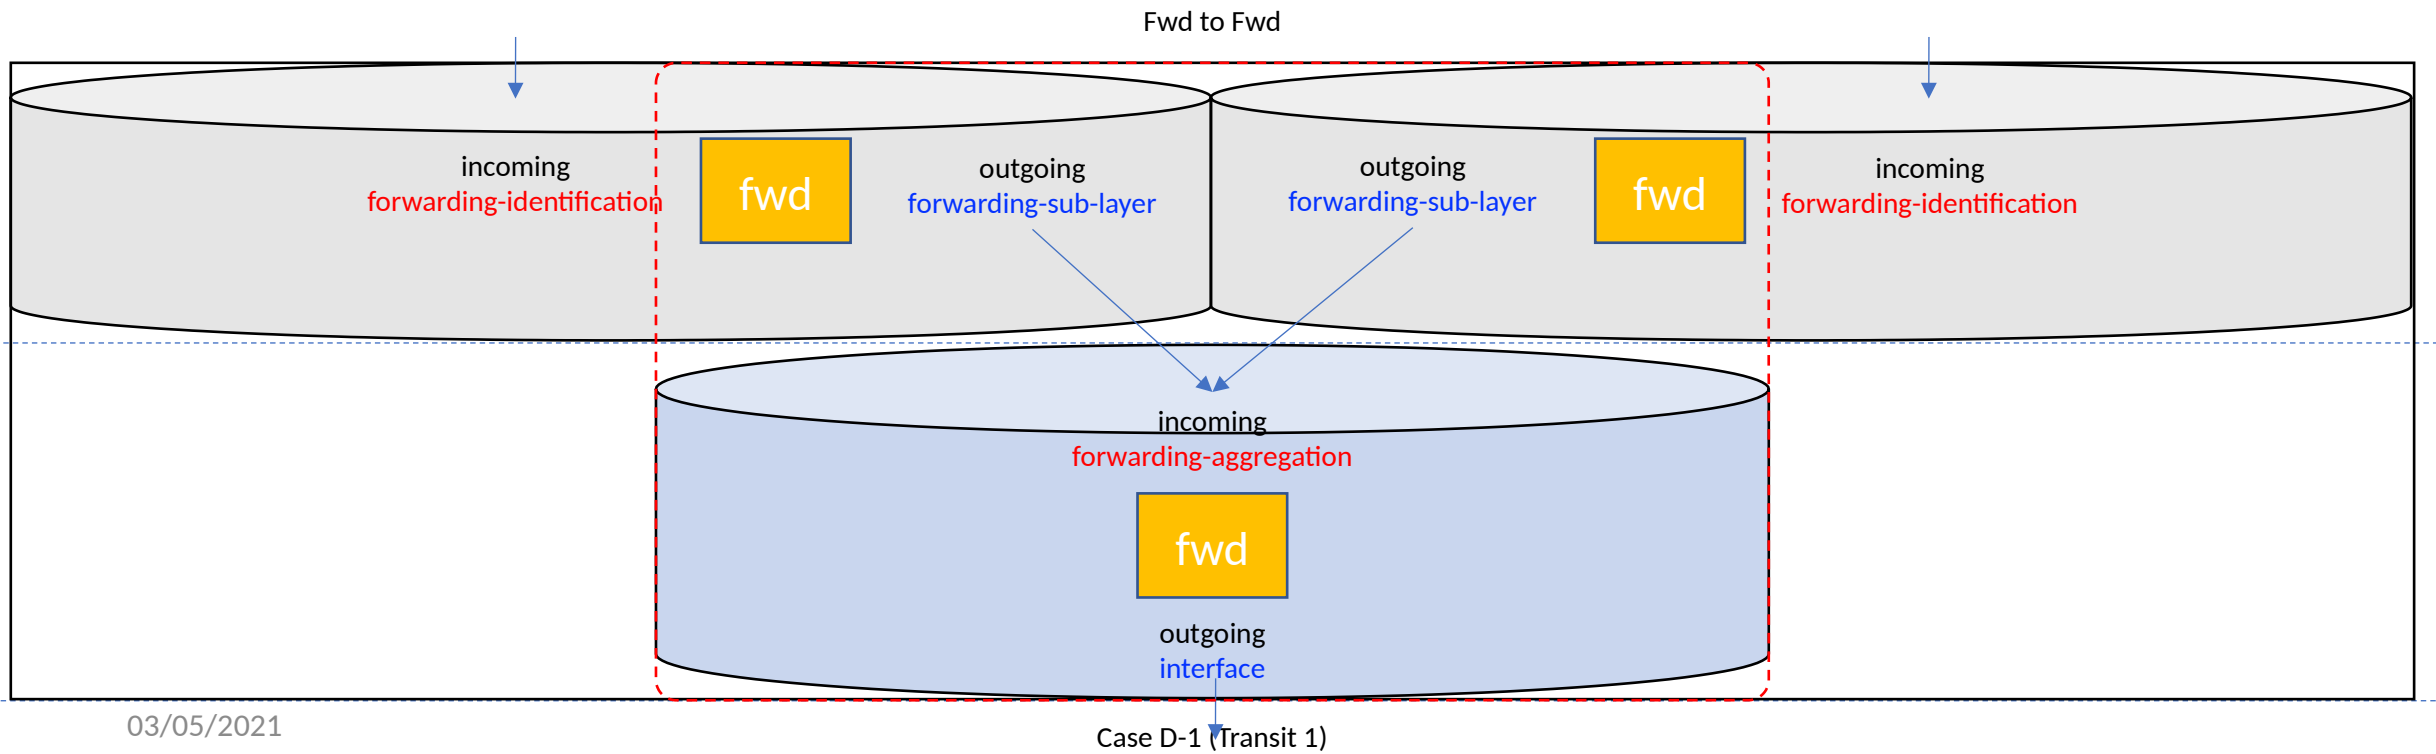 Fwd to Fwd
incoming
forwarding-identification
fwd
outgoing
forwarding-sub-layer
outgoing
forwarding-sub-layer
fwd
incoming
forwarding-identification
incoming
forwarding-aggregation
fwd
outgoing
interface
03/05/2021
Case D-1 (Transit 1)